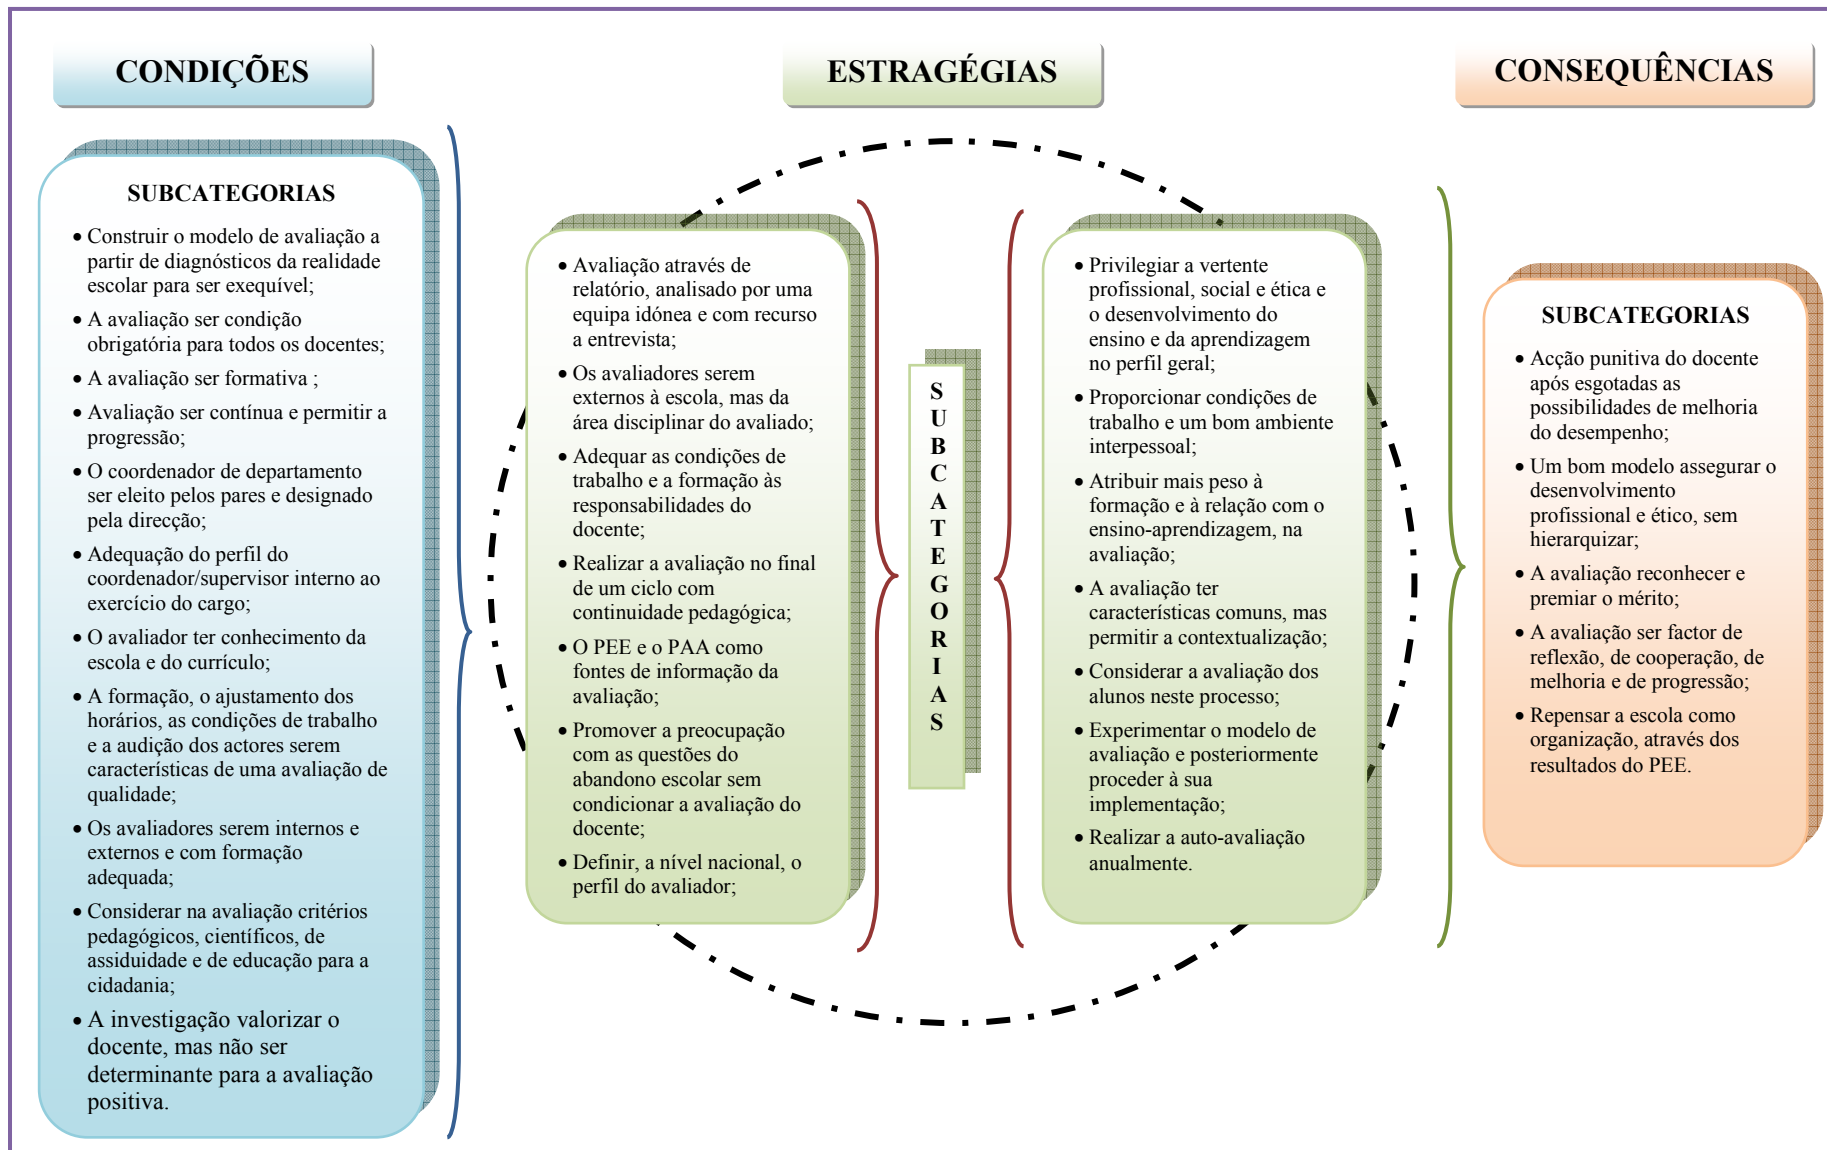 CONDIÇÕES
ESTRAGÉGIAS
CONSEQUÊNCIAS
SUBCATEGORIAS
• Construir o modelo de avaliação a
partir de diagnósticos da realidade
escolar para ser exequível;
• A avaliação ser condição
obrigatória para todos os docentes;
• A avaliação ser formativa ;
• Avaliação ser contínua e permitir a
progressão;
• O coordenador de departamento
ser eleito pelos pares e designado
pela direcção;
• Adequação do perfil do
coordenador/supervisor interno ao
exercício do cargo;
• O avaliador ter conhecimento da
escola e do currículo;
• A formação, o ajustamento dos
horários, as condições de trabalho
e a audição dos actores serem
características de uma avaliação de
qualidade;
• Os avaliadores serem internos e
externos e com formação
adequada;
• Considerar na avaliação critérios
pedagógicos, científicos, de
assiduidade e de educação para a
cidadania;
• A investigação valorizar o
docente, mas não ser
determinante para a avaliação
positiva.
• Avaliação através de
relatório, analisado por uma
equipa idónea e com recurso
a entrevista;
• Os avaliadores serem
externos à escola, mas da
área disciplinar do avaliado;
• Adequar as condições de
trabalho e a formação às
responsabilidades do
docente;
• Realizar a avaliação no final
de um ciclo com
continuidade pedagógica;
• O PEE e o PAA como
fontes de informação da
avaliação;
• Promover a preocupação
com as questões do
abandono escolar sem
condicionar a avaliação do
docente;
• Definir, a nível nacional, o
perfil do avaliador;
S
U
B
C
A
T
E
G
O
R
I
A
S
• Privilegiar a vertente
profissional, social e ética e
o desenvolvimento do
ensino e da aprendizagem
no perfil geral;
• Proporcionar condições de
trabalho e um bom ambiente
interpessoal;
• Atribuir mais peso à
formação e à relação com o
ensino-aprendizagem, na
avaliação;
• A avaliação ter
características comuns, mas
permitir a contextualização;
• Considerar a avaliação dos
alunos neste processo;
• Experimentar o modelo de
avaliação e posteriormente
proceder à sua
implementação;
• Realizar a auto-avaliação
anualmente.
SUBCATEGORIAS
• Acção punitiva do docente
após esgotadas as
possibilidades de melhoria
do desempenho;
• Um bom modelo assegurar o
desenvolvimento
profissional e ético, sem
hierarquizar;
• A avaliação reconhecer e
premiar o mérito;
• A avaliação ser factor de
reflexão, de cooperação, de
melhoria e de progressão;
• Repensar a escola como
organização, através dos
resultados do PEE.